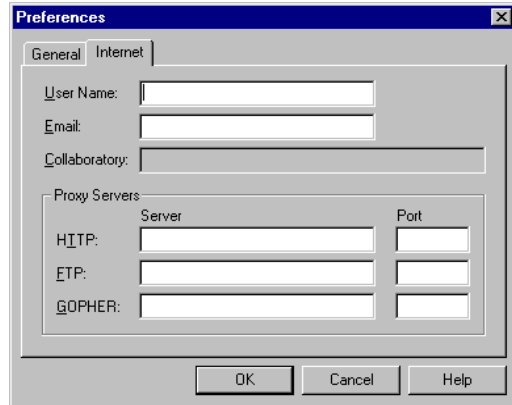 Preferences
General Internet
User Name:
Email:
Collaboratory:
Proxy Servers
Server Port
HTTP:
FTP:
GOPHER:
OK Cancel Help